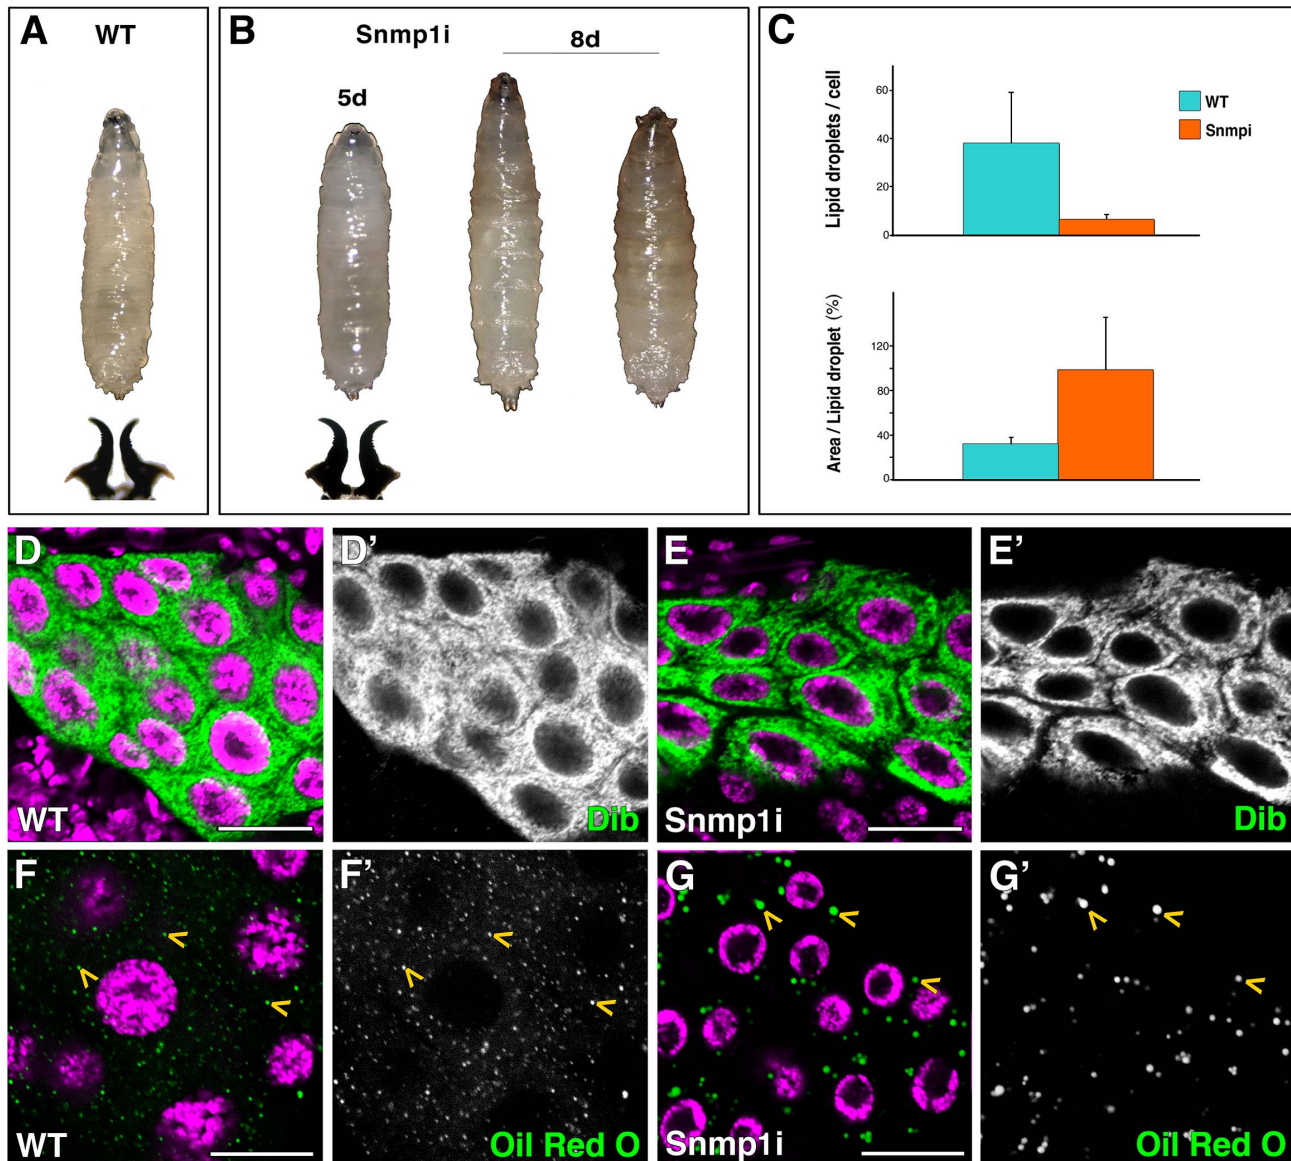 A
WT
B
Snmp1i
8d
5d
C
Lipid droplets / cell
60
40
20
0
WT
Snmpi
Area / Lipid droplet (%)
120
80
40
0
D
WT
D’
Dib
E
Snmp1i
E’
Dib
F
WT
F’
Oil Red O
G
Snmp1i
G’
Oil Red O